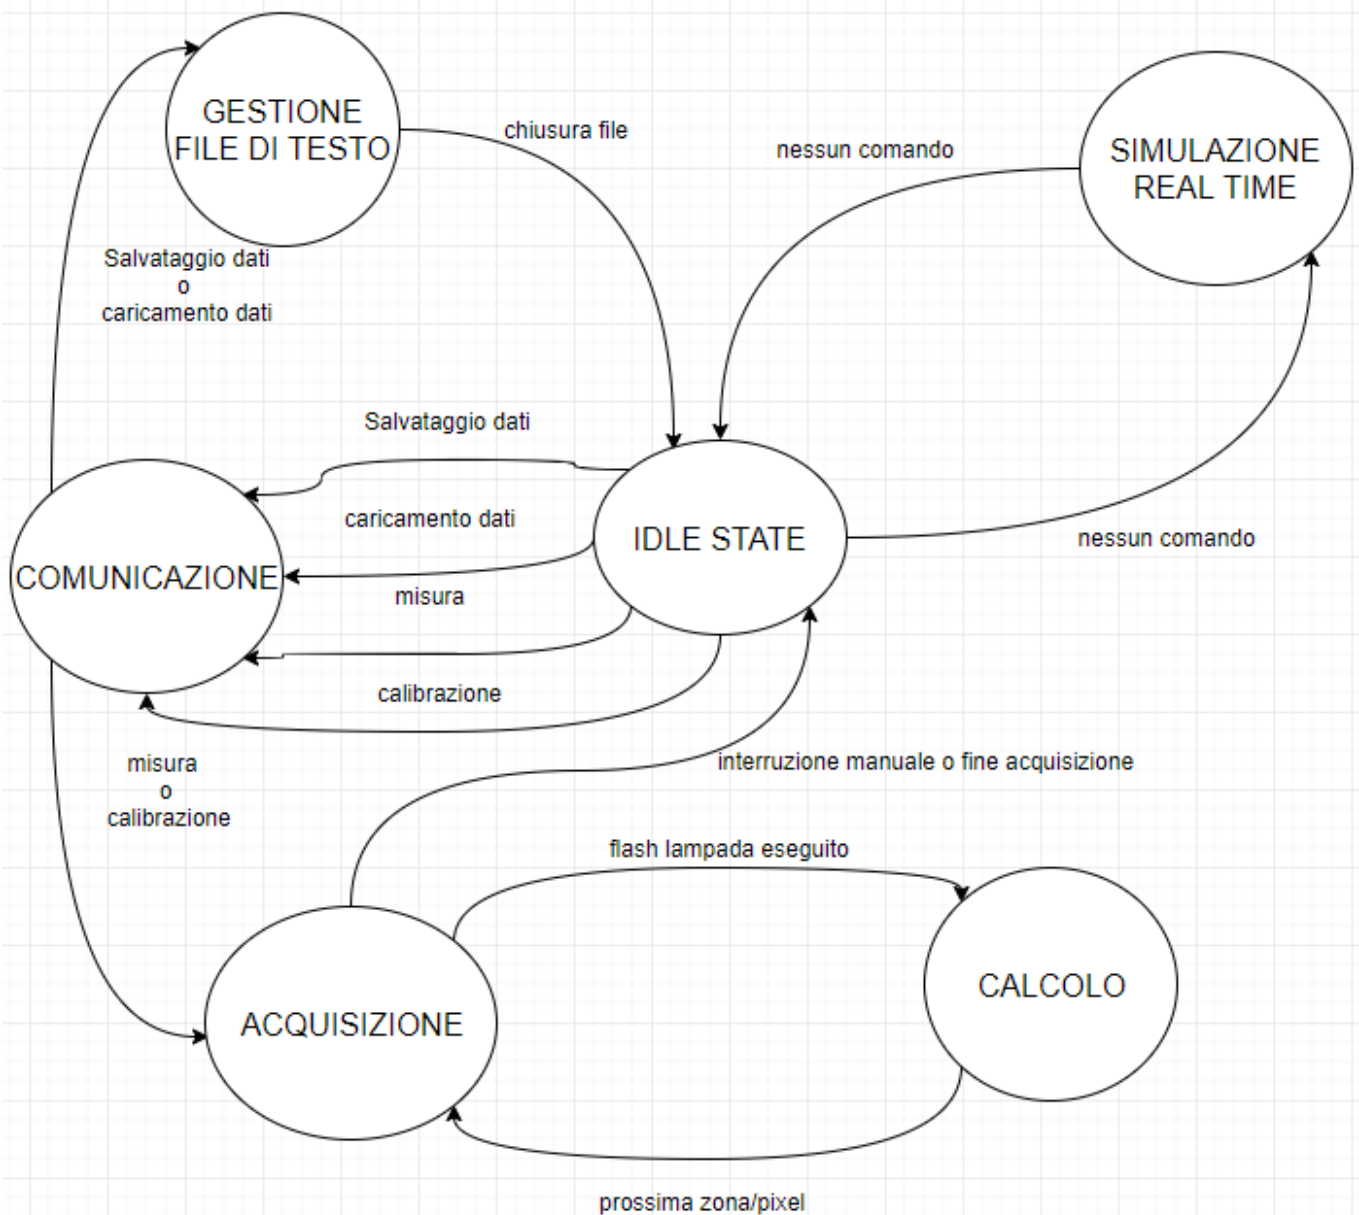 GESTIONE
FILE DI TESTO
chiusura file
nessun comando
SIMULAZIONE
REAL TIME
Salvataggio dati
o
caricamento dati
Salvataggio dati
caricamento dati
IDLE STATE
nessun comando
COMUNICAZIONE
misura
calibrazione
misura
o
calibrazione
interruzione manuale o fine acquisizione
flash lampada eseguito
CALCOLO
ACQUISIZIONE
prossima zona/pixel